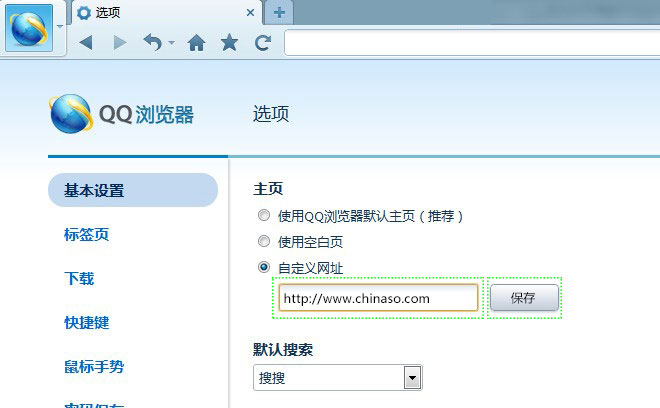 选项
QQ浏览器
选项
基本设置
标签页
下载
快捷键
鼠标手势
主页
使用QQ浏览器默认主页（推荐）
使用空白页
自定义网址
http://www.chinaso.com
保存
默认搜索
搜搜